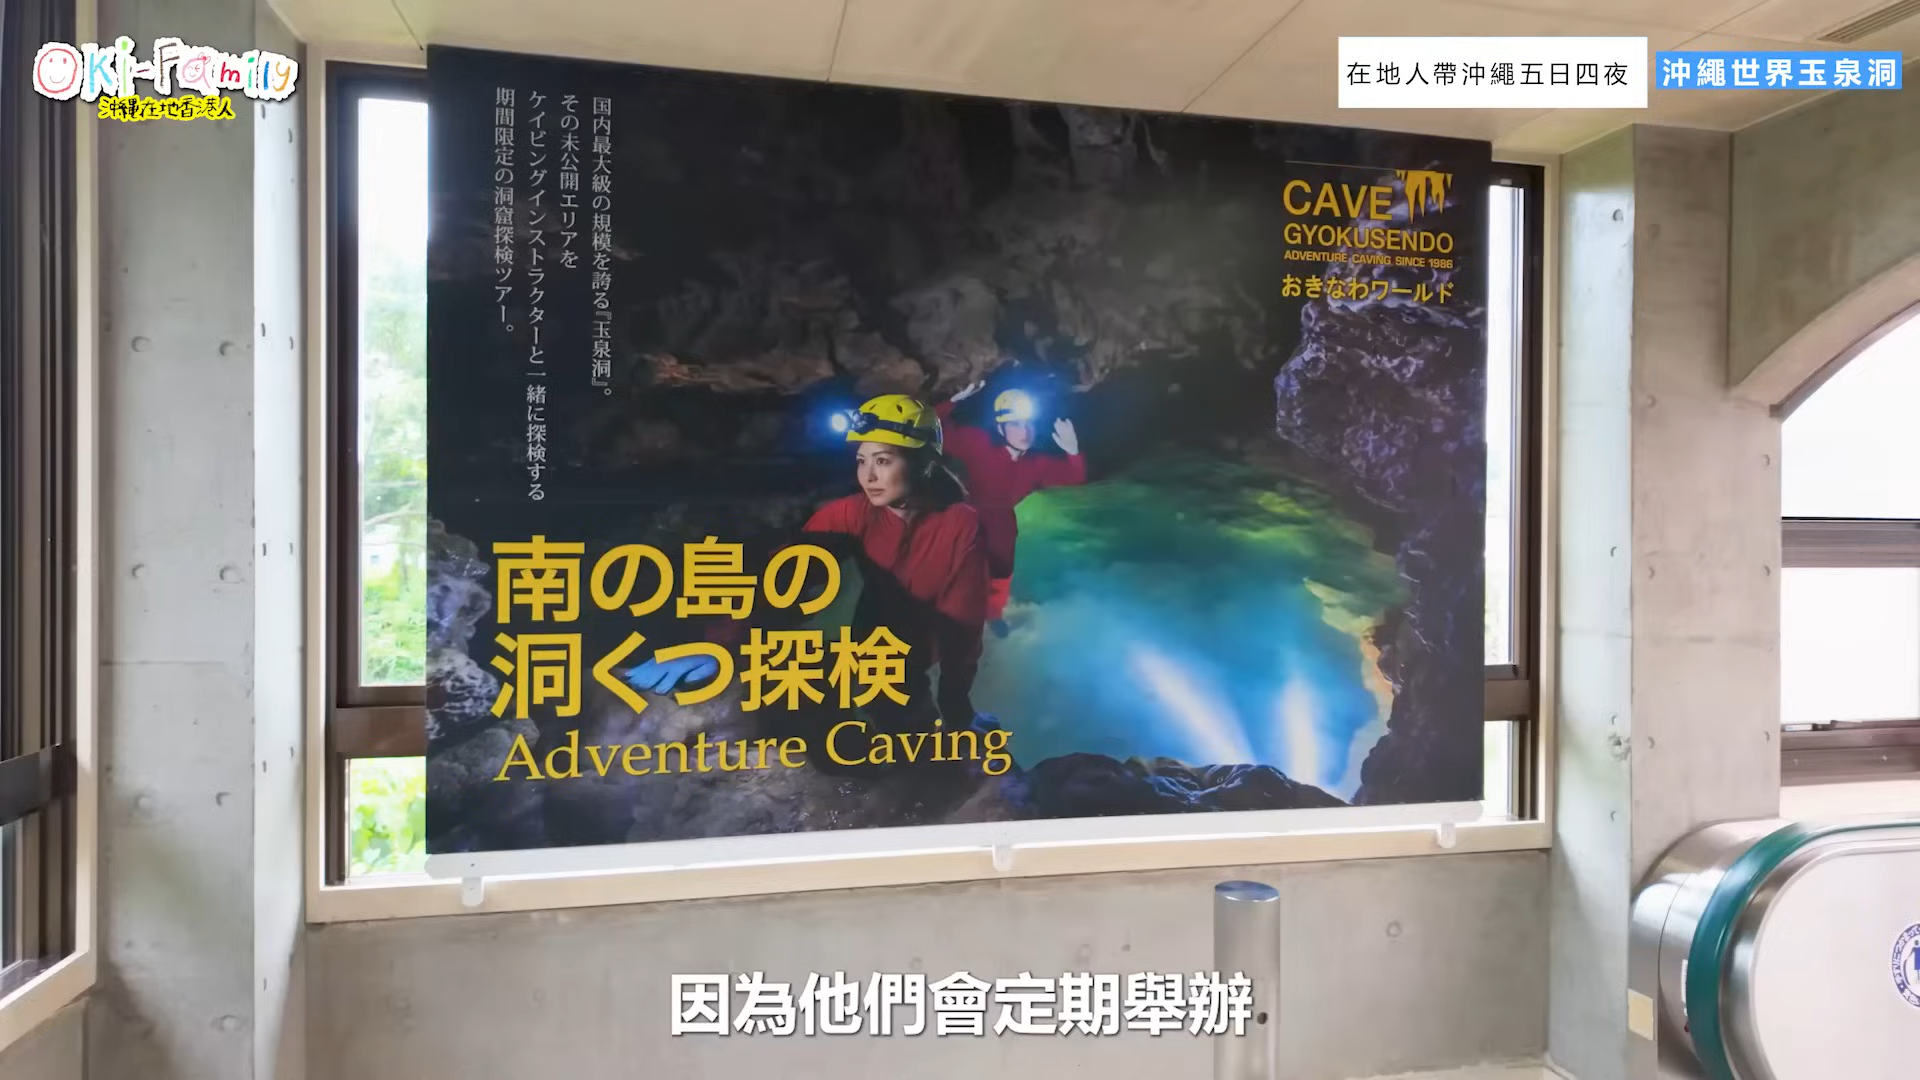 Oki-Family
沖縄在地香港人
在地人帶沖繩五日四夜
沖繩世界玉泉洞
国内最大級の規模を誇る『玉泉洞』。
その未公開エリアを
ケイビングインストラクターと一緒に探検する
期間限定の洞窟探検ツアー。
CAVE
GYOKUSENDO
ADVENTURE CAVING SINCE 1986
おきなわワールド
南の島の
洞くつ探検
Adventure Caving
因為他們會定期舉辦